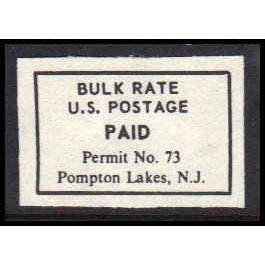 BULK RATE
U.S. POSTAGE
PAID
Permit No. 73
Pompton Lakes, N.J.